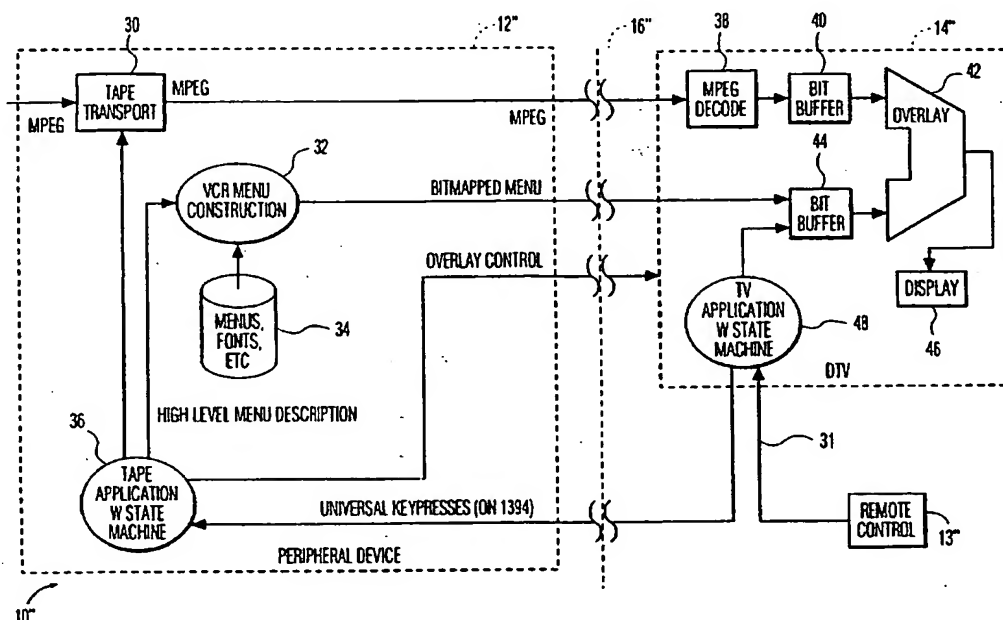 30
12"
16"
38
40
14"
42
TAPE
TRANSPORT
MPEG
MPEG
MPEG
MPEG
DECODE
BIT
BUFFER
OVERLAY
32
VCR MENU
CONSTRUCTION
BITMAPPED MENU
44
BIT
BUFFER
OVERLAY CONTROL
MENUS,
FONTS,
ETC
34
TV
APPLICATION
W STATE
MACHINE
48
DISPLAY
46
DTV
HIGH LEVEL MENU DESCRIPTION
36
TAPE
APPLICATION
W STATE
MACHINE
31
UNIVERSAL KEYPRESSES (ON 1394)
REMOTE
CONTROL
13"
PERIPHERAL DEVICE
10"